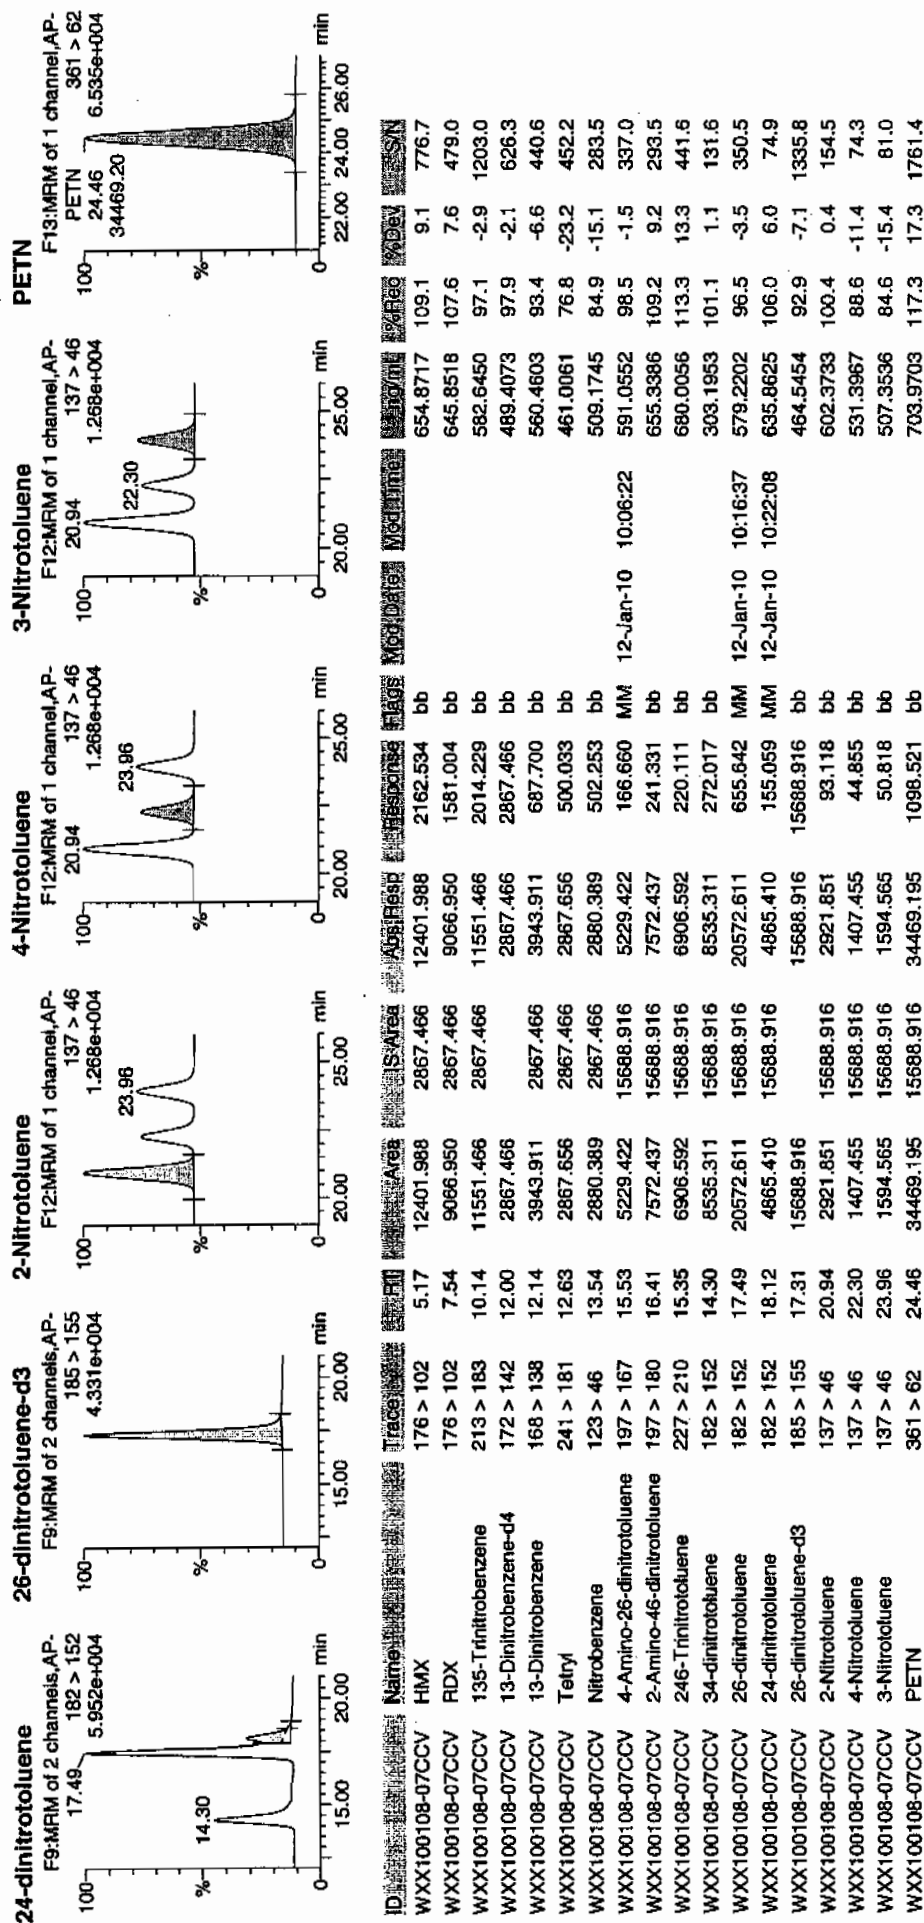 24-dinitrotoluene
F9:MRM of 2 channels,AP-
182 > 152
17.49
5.952e+004
100
14.30
%
0
15.00 20.00 min
26-dinitrotoluene-d3
F9:MRM of 2 channels,AP-
185 > 155
4.331e+004
100
%
0
15.00 20.00 min
2-Nitrotoluene
F12:MRM of 1 channel,AP-
137 > 46
1.268e+004
100
23.96
%
0
20.00 25.00 min
4-Nitrotoluene
F12:MRM of 1 channel,AP-
20.94 137 > 46
1.268e+004
100
23.96
%
0
20.00 25.00 min
3-Nitrotoluene
F12:MRM of 1 channel,AP-
20.94 137 > 46
1.268e+004
100
22.30
%
0
20.00 25.00 min
PETN
F13:MRM of 1 channel,AP-
PETN 361 > 62
24.46 6.535e+004
34469.20
100
%
0
22.00 24.00 26.00 min
ID Name Trace RT Area IS Area Abs.Resp Response Flags Mod.Date Mod.Time ng/ml %Rec %Dev S/N
WXX100108-07CCV HMX 176 > 102 5.17 12401.988 2867.466 12401.988 2162.534 bb 654.8717 109.1 9.1 776.7
WXX100108-07CCV RDX 176 > 102 7.54 9066.950 2867.466 9066.950 1581.004 bb 645.8518 107.6 7.6 479.0
WXX100108-07CCV 135-Trinitrobenzene 213 > 183 10.14 11551.466 2867.466 11551.466 2014.229 bb 582.6450 97.1 -2.9 1203.0
WXX100108-07CCV 13-Dinitrobenzene-d4 172 > 142 12.00 2867.466 2867.466 2867.466 bb 489.4073 97.9 -2.1 626.3
WXX100108-07CCV 13-Dinitrobenzene 168 > 138 12.14 3943.911 2867.466 3943.911 687.700 bb 560.4603 93.4 -6.6 440.6
WXX100108-07CCV Tetryl 241 > 181 12.63 2867.656 2867.466 2867.656 500.033 bb 461.0061 76.8 -23.2 452.2
WXX100108-07CCV Nitrobenzene 123 > 46 13.54 2880.389 2867.466 2880.389 502.253 bb 509.1745 84.9 -15.1 283.5
WXX100108-07CCV 4-Amino-26-dinitrotoluene 197 > 167 15.53 5229.422 15688.916 5229.422 166.660 MM 12-Jan-10 10:06:22 591.0552 98.5 -1.5 337.0
WXX100108-07CCV 2-Amino-46-dinitrotoluene 197 > 180 16.41 7572.437 15688.916 7572.437 241.331 bb 655.3386 109.2 9.2 293.5
WXX100108-07CCV 246-Trinitrotoluene 227 > 210 15.35 6906.592 15688.916 6906.592 220.111 bb 680.0056 113.3 13.3 441.6
WXX100108-07CCV 34-dinitrotoluene 182 > 152 14.30 8535.311 15688.916 8535.311 272.017 bb 303.1953 101.1 1.1 131.6
WXX100108-07CCV 26-dinitrotoluene 182 > 152 17.49 20572.611 15688.916 20572.611 655.642 MM 12-Jan-10 10:16:37 579.2202 96.5 -3.5 350.5
WXX100108-07CCV 24-dinitrotoluene 182 > 152 18.12 4865.410 15688.916 4865.410 155.059 MM 12-Jan-10 10:22:08 635.8625 106.0 6.0 74.9
WXX100108-07CCV 26-dinitrotoluene-d3 185 > 155 17.31 15688.916 15688.916 15688.916 bb 464.5454 92.9 -7.1 1335.8
WXX100108-07CCV 2-Nitrotoluene 137 > 46 20.94 2921.851 15688.916 2921.851 93.118 bb 602.3733 100.4 0.4 154.5
WXX100108-07CCV 4-Nitrotoluene 137 > 46 22.30 1407.455 15688.916 1407.455 44.855 bb 531.3967 88.6 -11.4 74.3
WXX100108-07CCV 3-Nitrotoluene 137 > 46 23.96 1594.565 15688.916 1594.565 50.818 bb 507.3536 84.6 -15.4 81.0
WXX100108-07CCV PETN 361 > 62 24.46 34469.195 15688.916 34469.195 1098.521 bb 703.9703 117.3 17.3 1761.4